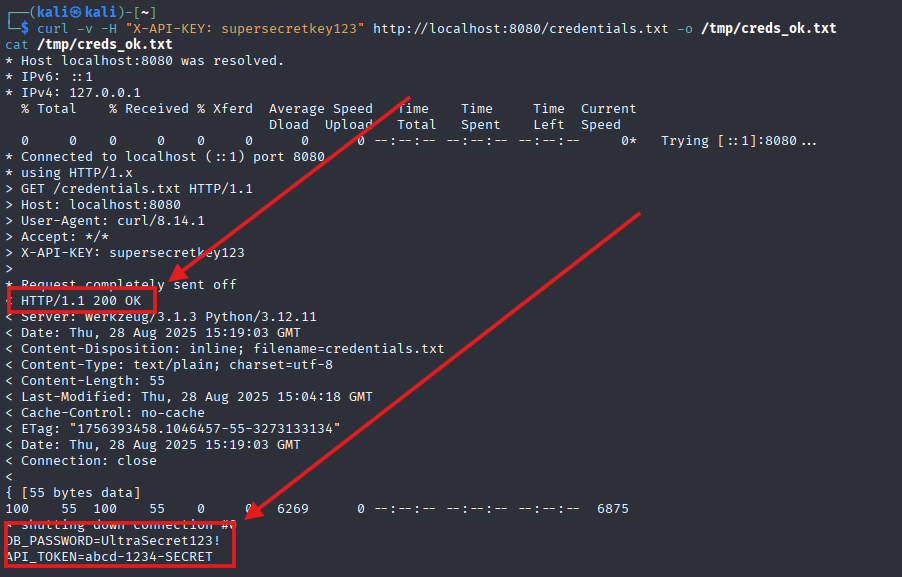 ┌──(kali㉿kali)-[~]
└─$ curl -v -H "X-API-KEY: supersecretkey123" http://localhost:8080/credentials.txt -o /tmp/creds_ok.txt
cat /tmp/creds_ok.txt
* Host localhost:8080 was resolved.
* IPv6: ::1
* IPv4: 127.0.0.1
  % Total    % Received % Xferd  Average Speed   Time    Time     Time  Current
                                 Dload  Upload   Total   Spent    Left  Speed
  0     0    0     0    0     0      0      0 --:--:-- --:--:-- --:--:--     0*   Trying [::1]:8080...
* Connected to localhost (::1) port 8080
* using HTTP/1.x
> GET /credentials.txt HTTP/1.1
> Host: localhost:8080
> User-Agent: curl/8.14.1
> Accept: */*
> X-API-KEY: supersecretkey123
>
* Request completely sent off
< HTTP/1.1 200 OK
< Server: Werkzeug/3.1.3 Python/3.12.11
< Date: Thu, 28 Aug 2025 15:19:03 GMT
< Content-Disposition: inline; filename=credentials.txt
< Content-Type: text/plain; charset=utf-8
< Content-Length: 55
< Last-Modified: Thu, 28 Aug 2025 15:04:18 GMT
< Cache-Control: no-cache
< ETag: "1756393458.1046457-55-3273133134"
< Date: Thu, 28 Aug 2025 15:19:03 GMT
< Connection: close
<
{ [55 bytes data]
100    55  100    55    0     0   6269      0 --:--:-- --:--:-- --:--:--  6875
* shutting down connection #0
DB_PASSWORD=UltraSecret123!
API_TOKEN=abcd-1234-SECRET